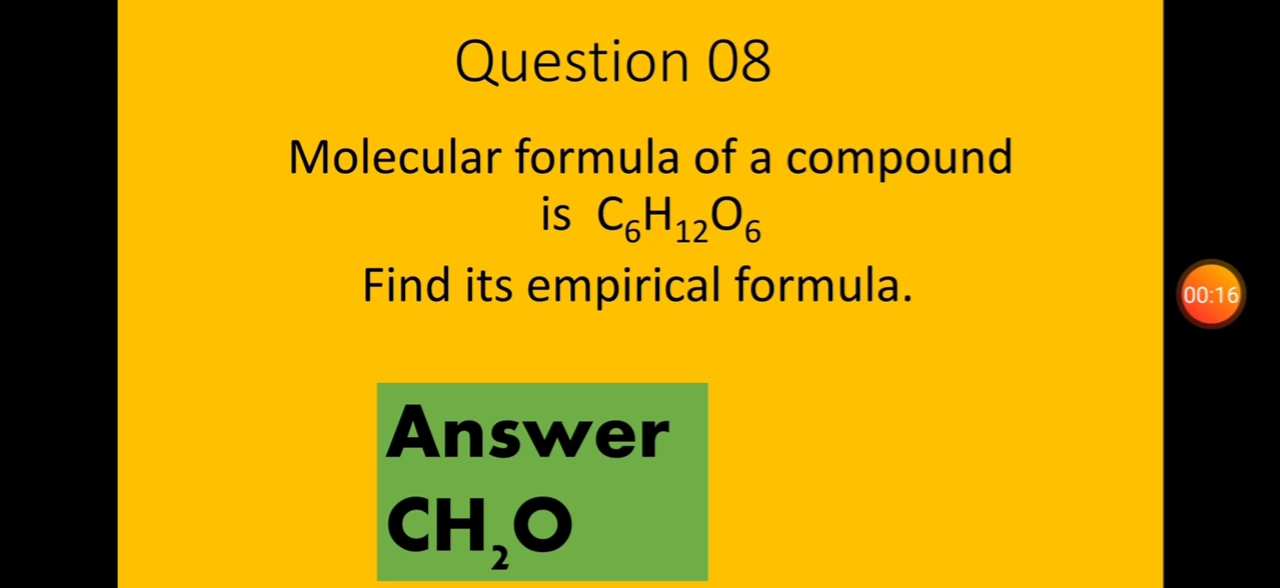 Question 08
Molecular formula of a compound
is C₆H₁₂O₆
Find its empirical formula.
00:16
Answer
CH₂O